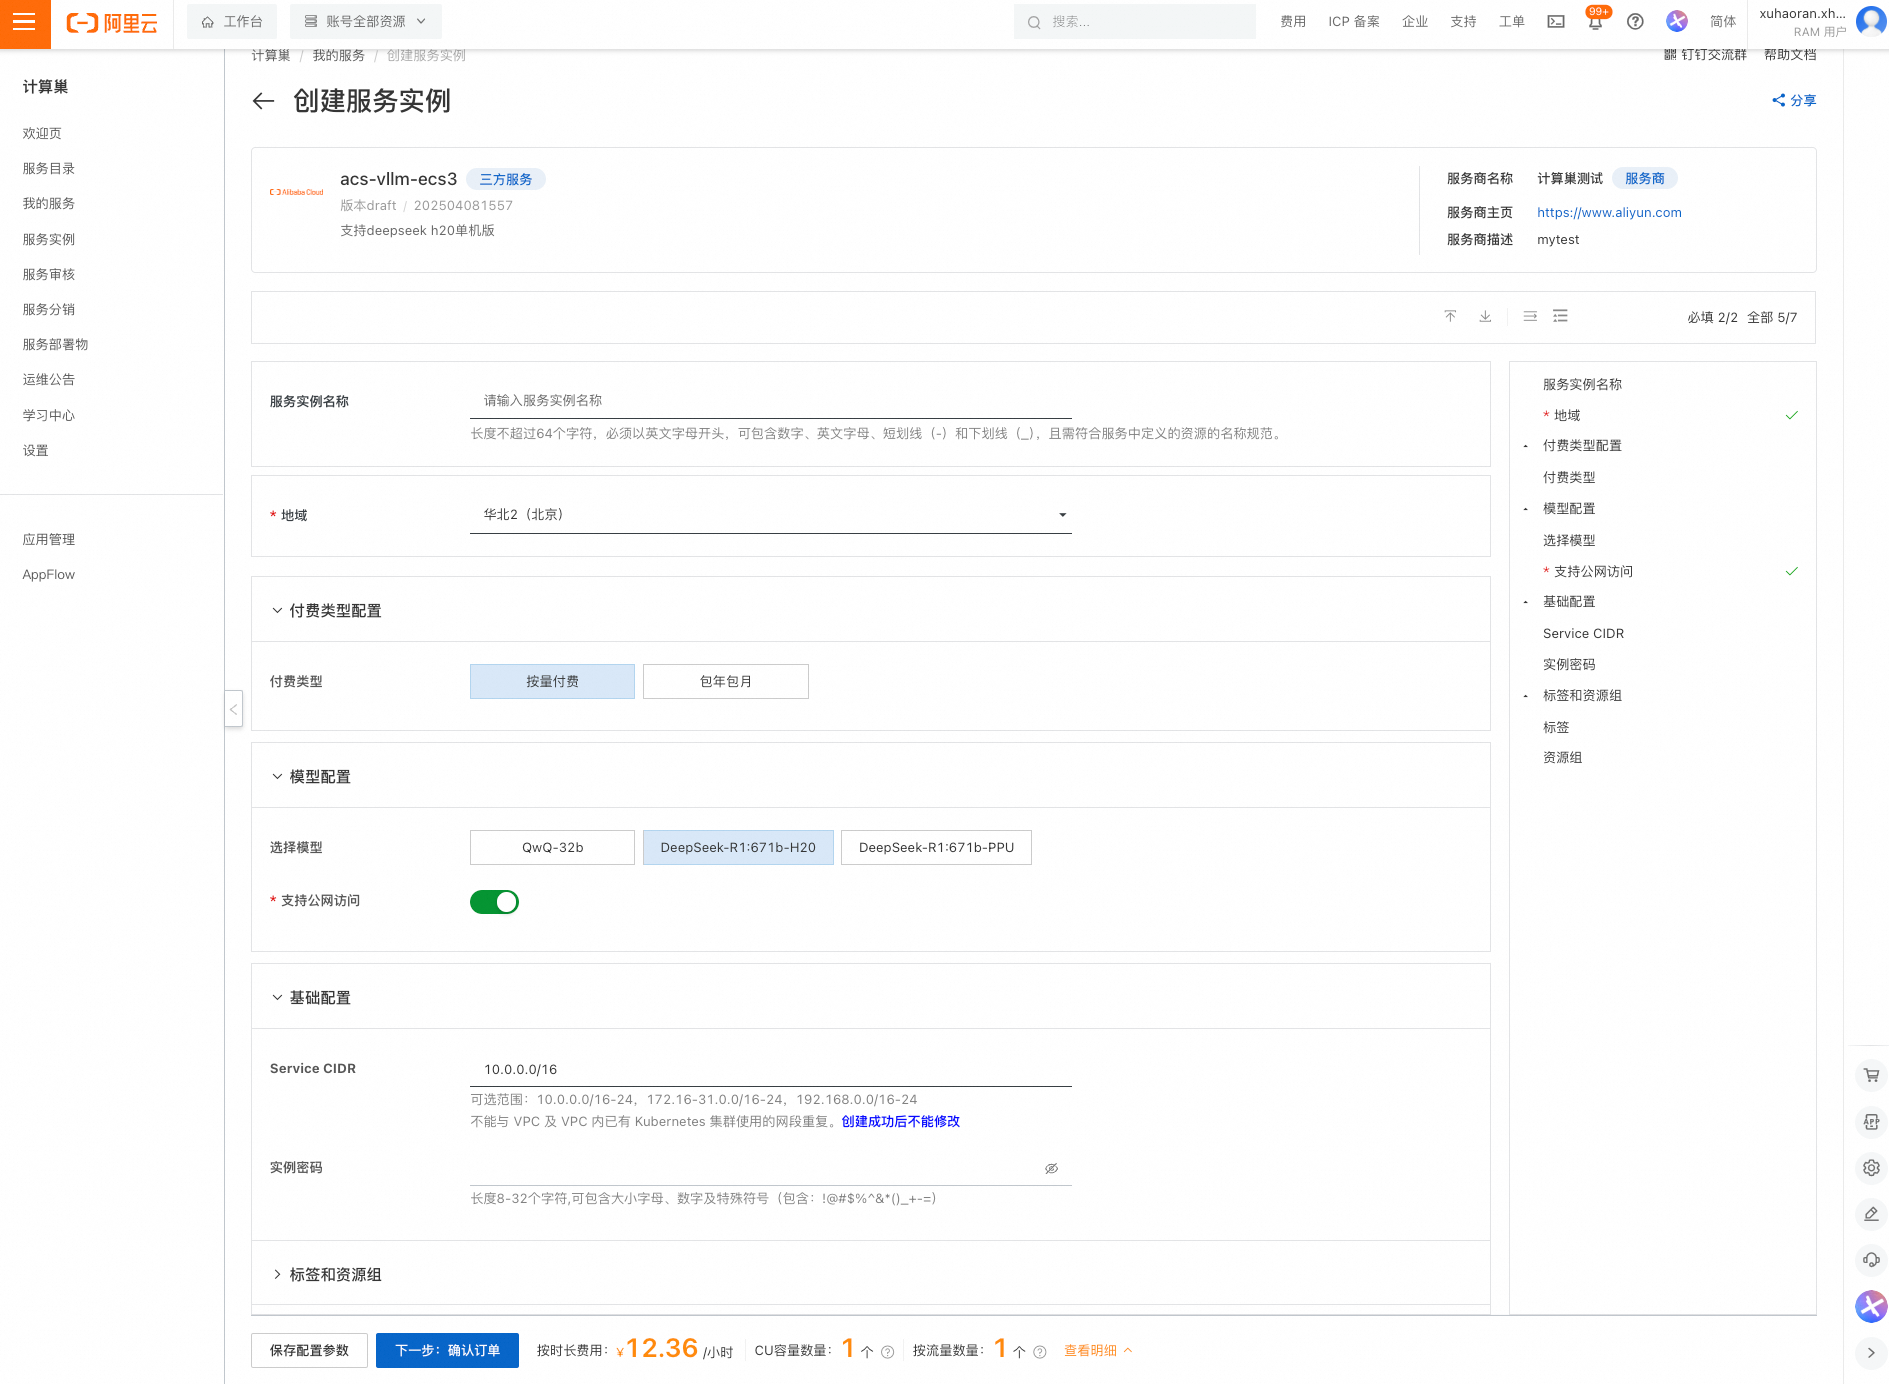 阿里云
工作台
账号全部资源
搜索...
费用
ICP 备案
企业
支持
工单
99+
简体
xuhaoran.xh...
RAM 用户
计算巢 / 我的服务 / 创建服务实例
钉钉交流群 帮助文档
计算巢
欢迎页
服务目录
我的服务
服务实例
服务审核
服务分销
服务部署物
运维公告
学习中心
设置
应用管理
AppFlow
创建服务实例
分享
Alibaba Cloud
acs-vllm-ecs3 三方服务
版本draft / 202504081557
支持deepseek h20单机版
服务商名称 计算巢测试 服务商
服务商主页 https://www.aliyun.com
服务商描述 mytest
必填 2/2 全部 5/7
服务实例名称 请输入服务实例名称
长度不超过64个字符，必须以英文字母开头，可包含数字、英文字母、短划线（-）和下划线（_），且需符合服务中定义的资源的名称规范。
* 地域 华北2（北京）
付费类型配置
付费类型 按量付费 包年包月
模型配置
选择模型 QwQ-32b DeepSeek-R1:671b-H20 DeepSeek-R1:671b-PPU
* 支持公网访问
基础配置
Service CIDR 10.0.0.0/16
可选范围：10.0.0.0/16-24，172.16-31.0.0/16-24，192.168.0.0/16-24
不能与 VPC 及 VPC 内已有 Kubernetes 集群使用的网段重复。创建成功后不能修改
实例密码
长度8-32个字符,可包含大小字母、数字及特殊符号（包含：!@#$%^&*()_+-=）
标签和资源组
服务实例名称
* 地域
付费类型配置
付费类型
模型配置
选择模型
* 支持公网访问
基础配置
Service CIDR
实例密码
标签和资源组
标签
资源组
APP
保存配置参数 下一步：确认订单 按时长费用：¥12.36 /小时 CU容量数量：1 个 按流量数量：1 个 查看明细